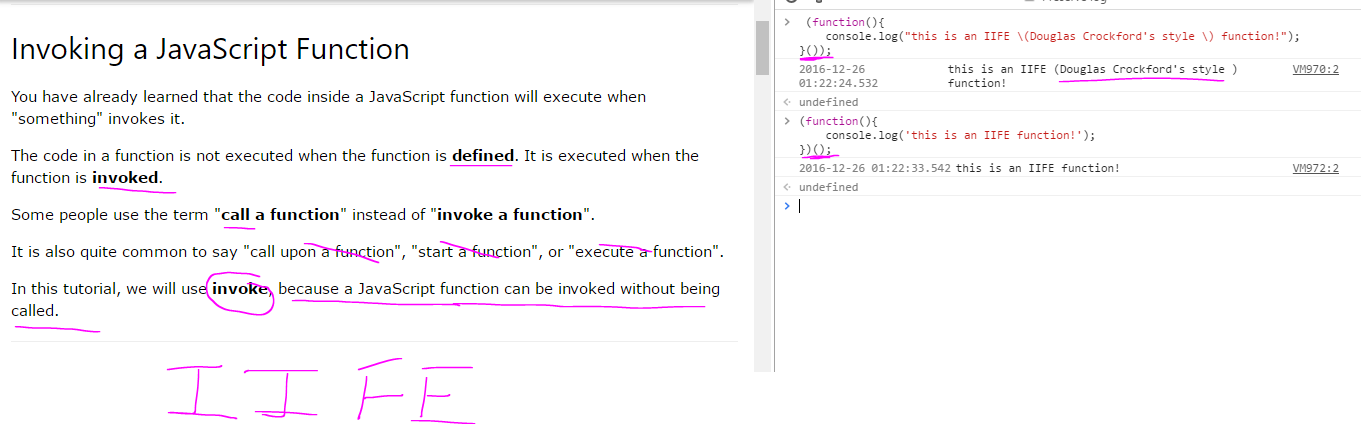 Invoking a JavaScript Function
You have already learned that the code inside a JavaScript function will execute when
"something" invokes it.
The code in a function is not executed when the function is defined. It is executed when the
function is invoked.
Some people use the term "call a function" instead of "invoke a function".
It is also quite common to say "call upon a function", "start a function", or "execute a function".
In this tutorial, we will use invoke, because a JavaScript function can be invoked without being
called.
IIFE
> (function(){
console.log("this is an IIFE \(Douglas Crockford's style \) function!");
}());
2016-12-26 this is an IIFE (Douglas Crockford's style ) VM970:2
01:22:24.532 function!
< undefined
> (function(){
console.log('this is an IIFE function!');
})();
2016-12-26 01:22:33.542 this is an IIFE function! VM972:2
< undefined
>